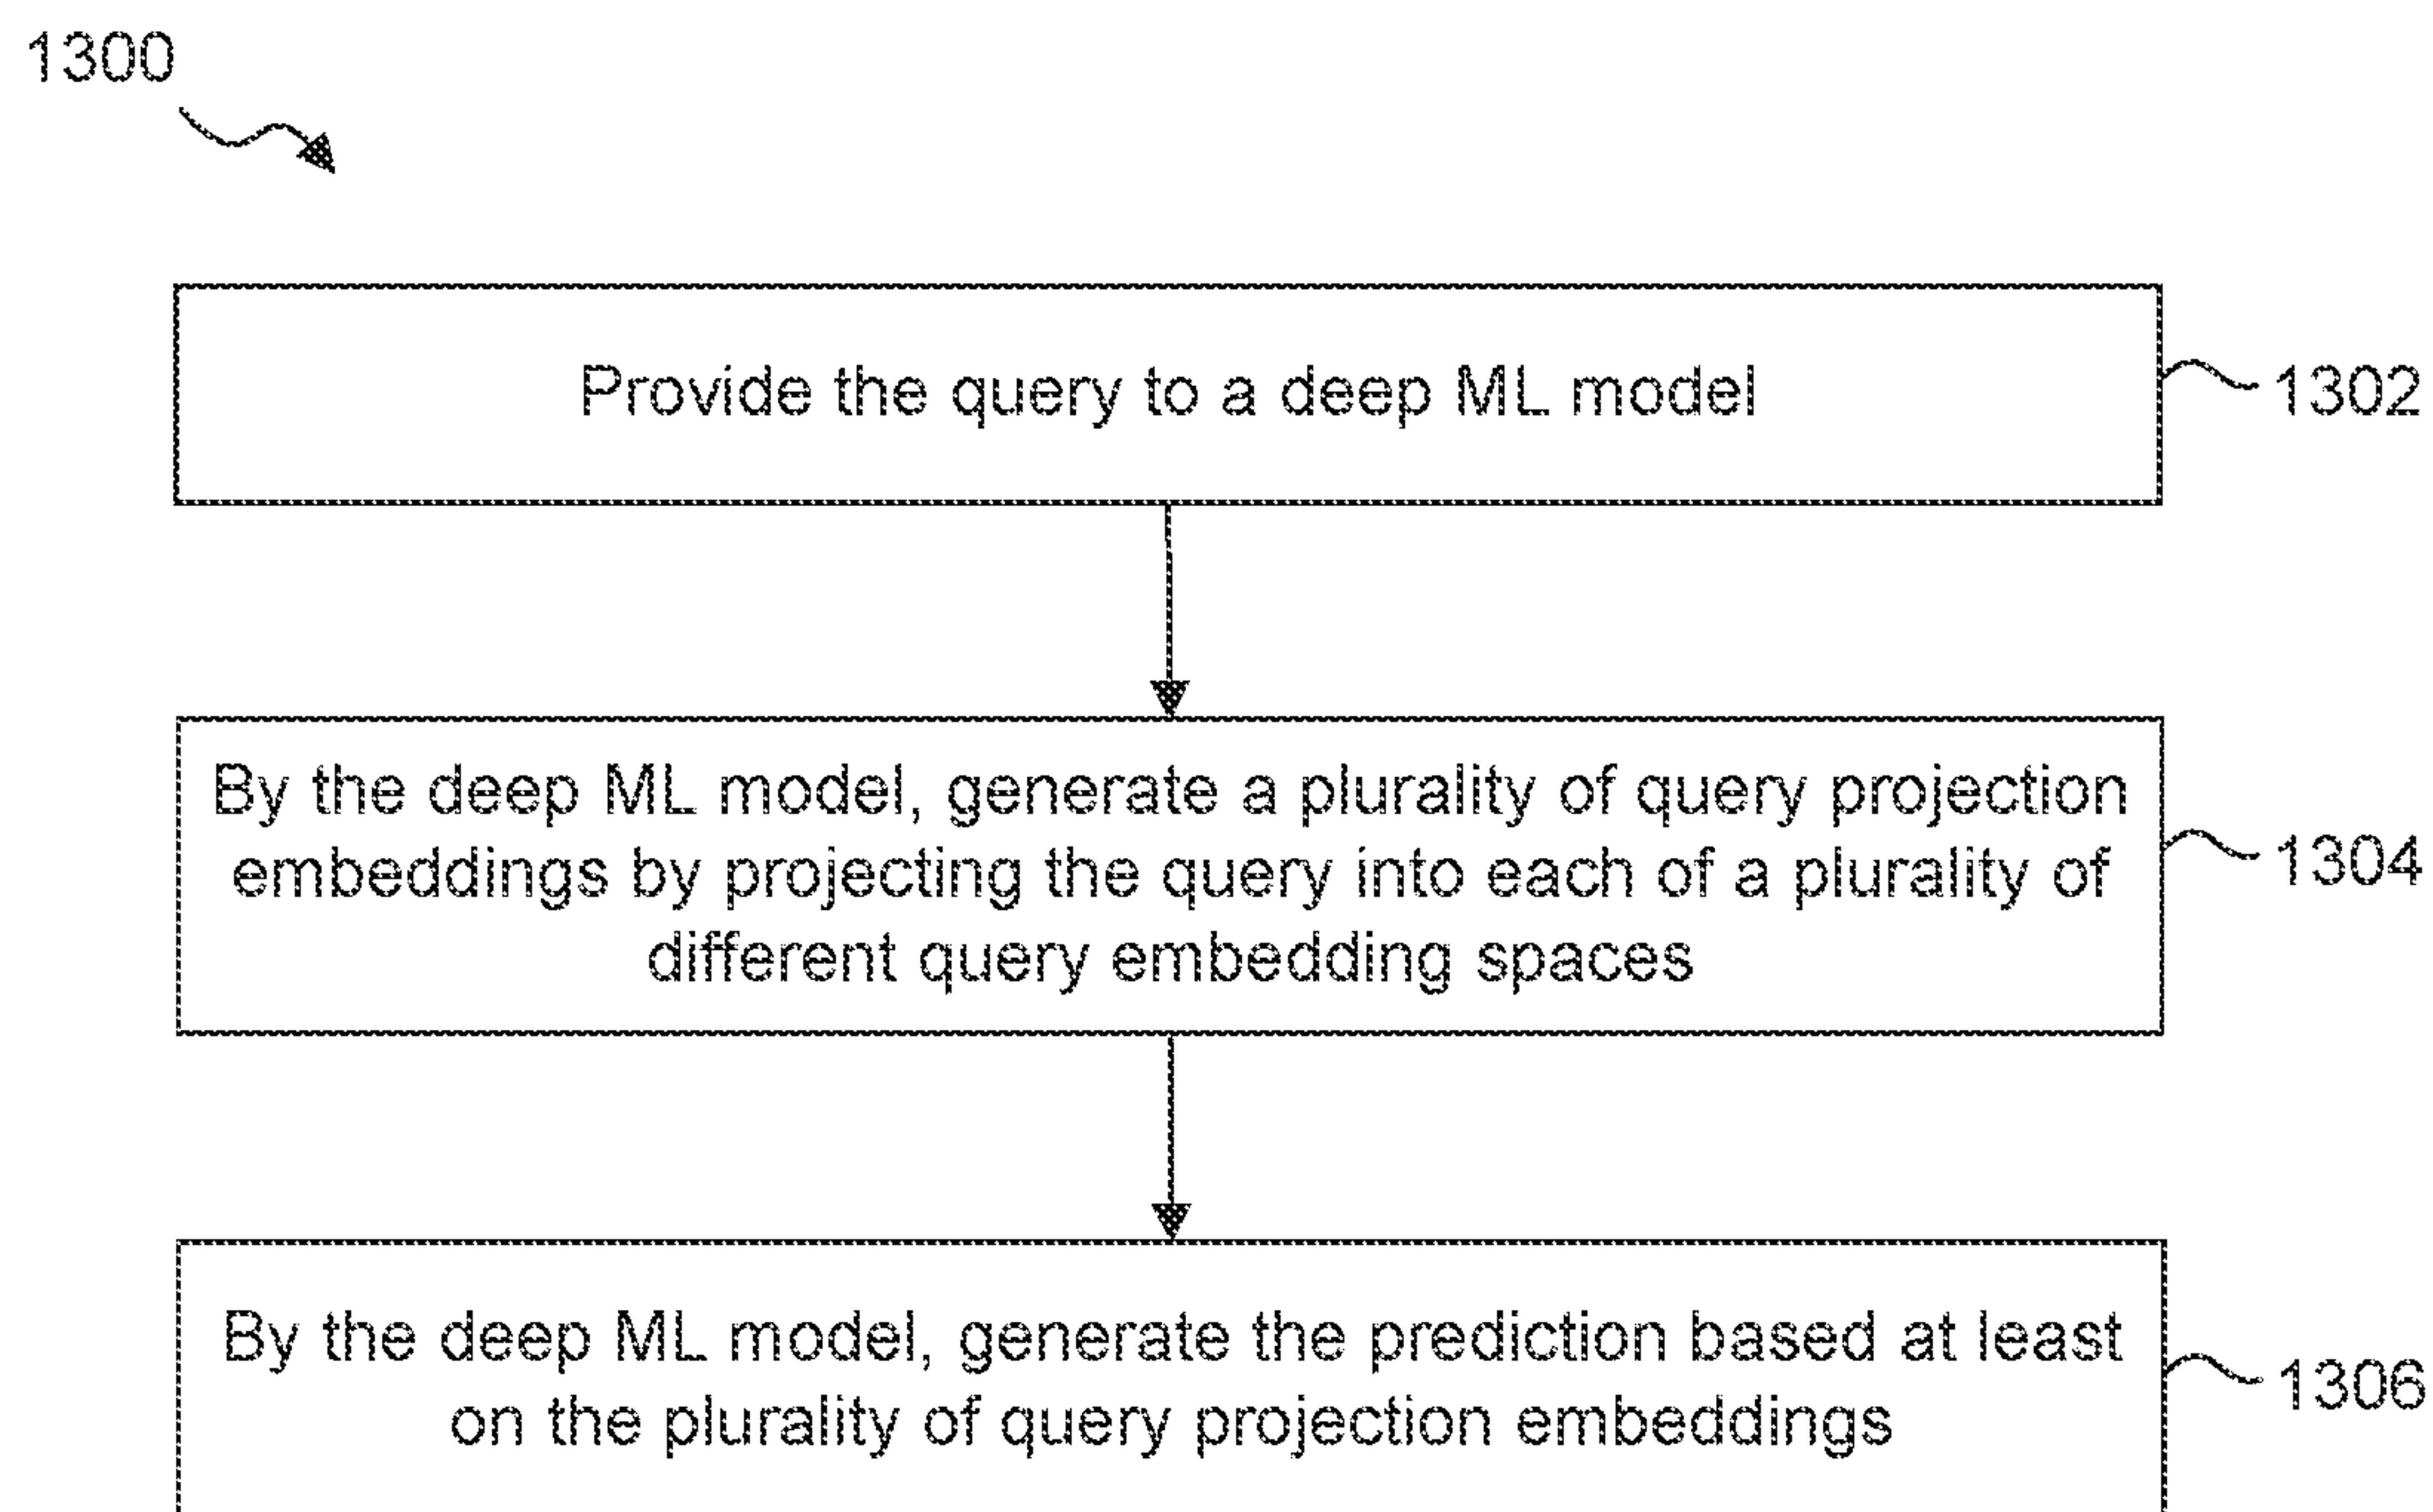 1300
Provide the query to a deep ML model
1302
By the deep ML model, generate a plurality of query projection
embeddings by projecting the query into each of a plurality of
different query embedding spaces
1304
By the deep ML model, generate the prediction based at least
on the plurality of query projection embeddings
1306